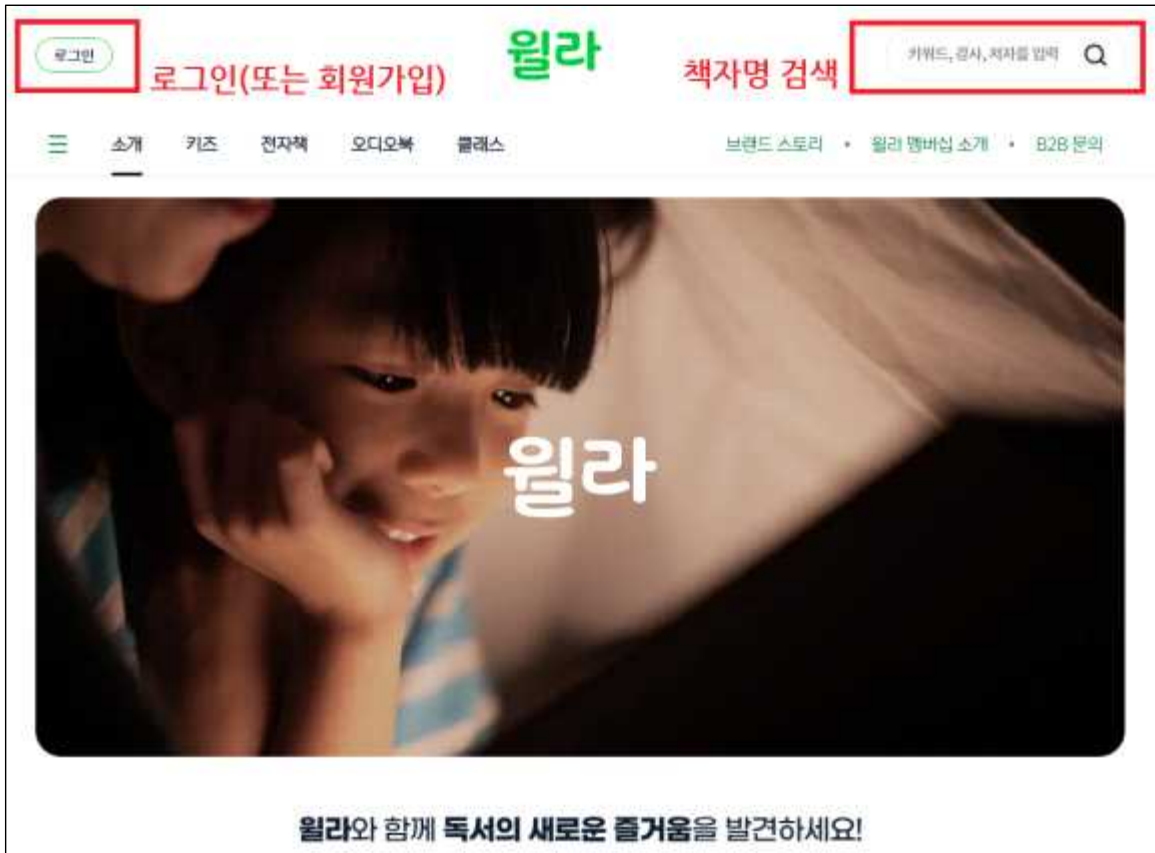 로그인
로그인(또는 회원가입)
윌라
책자명 검색
키워드, 강사, 저자를 입력
소개 키즈 전자책 오디오북 클래스
브랜드 스토리 • 윌라 멤버십 소개 • B2B 문의
윌라
윌라와 함께 독서의 새로운 즐거움을 발견하세요!